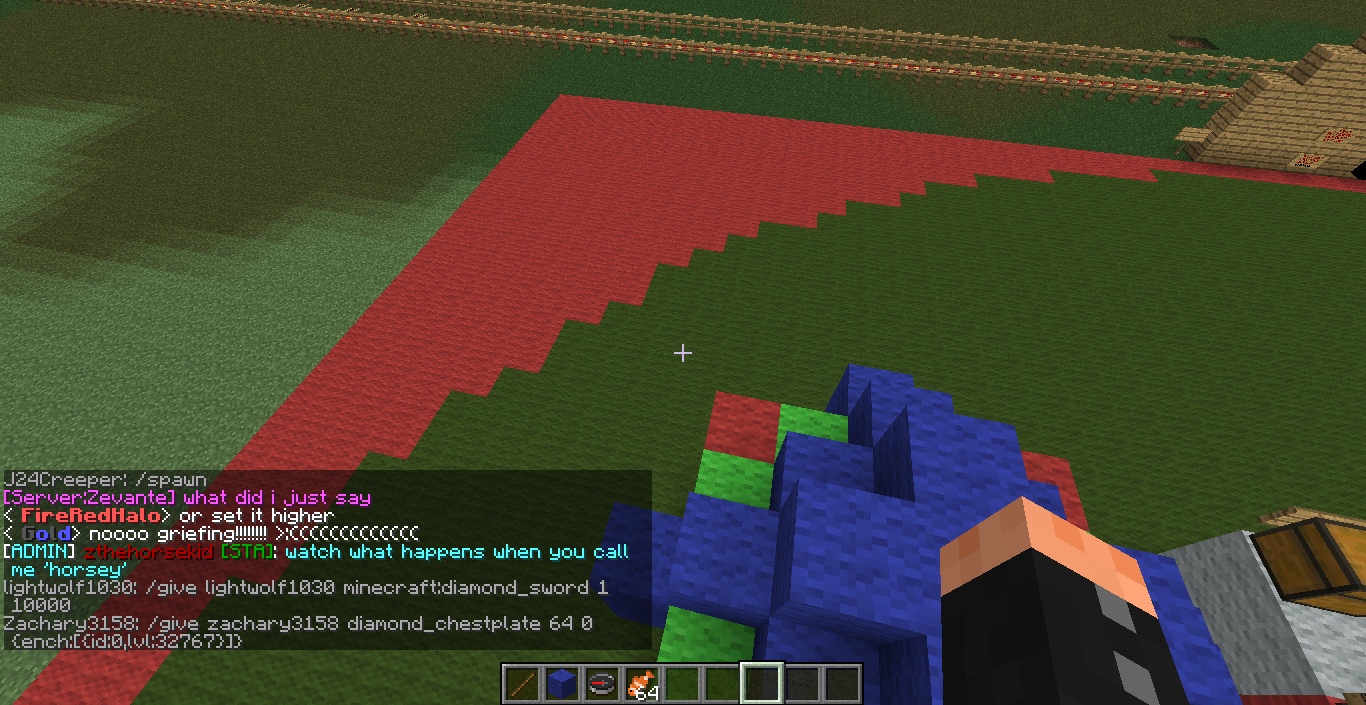 J24Creeper: /spawn
[Server:Zevante] what did i just say
< FireRedHalo> or set it higher
< Gold> noooo griefing!!!!!!!! >:C(((((((((((((
[ADMIN] zthehorsekid [STA]: watch what happens when you call
me 'horsey'
lightwolf1030: /give lightwolf1030 minecraft:diamond_sword 1
10000
Zachary3158: /give zachary3158 diamond_chestplate 64 0
{ench:[{id:0,lvl:32767}]}
64